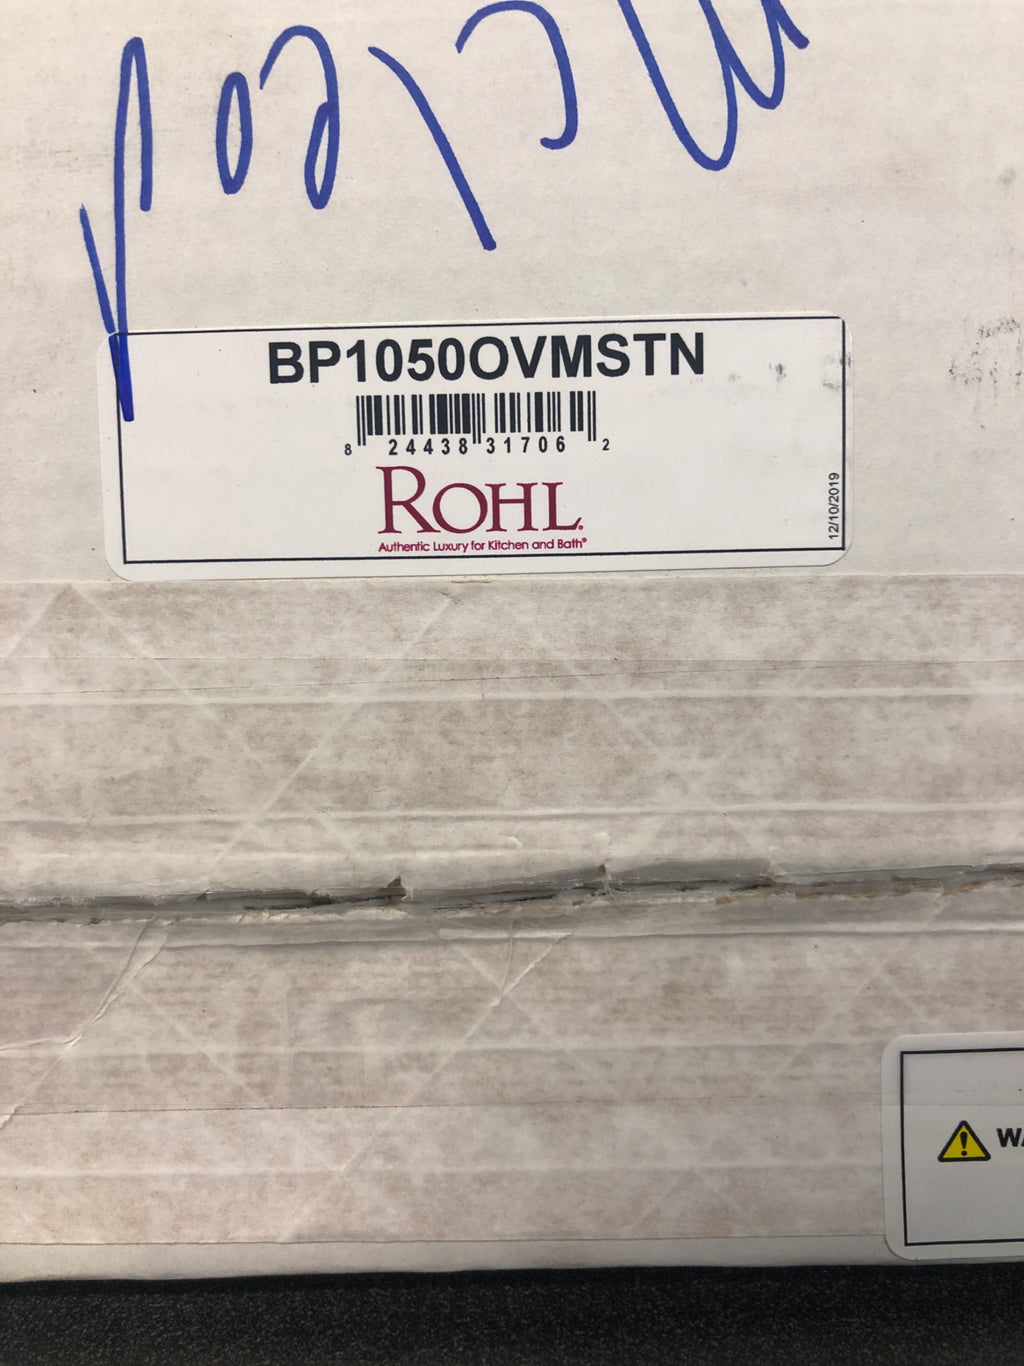 BP1050OVMSTN
8 24438 31706 2
ROHL
Authentic Luxury for Kitchen and Bath®
12/10/2019